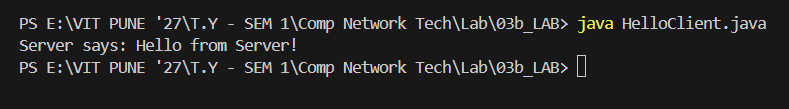 PS E:\VIT PUNE '27\T.Y - SEM 1\Comp Network Tech\Lab\03b_LAB> java HelloClient.java
Server says: Hello from Server!
PS E:\VIT PUNE '27\T.Y - SEM 1\Comp Network Tech\Lab\03b_LAB>